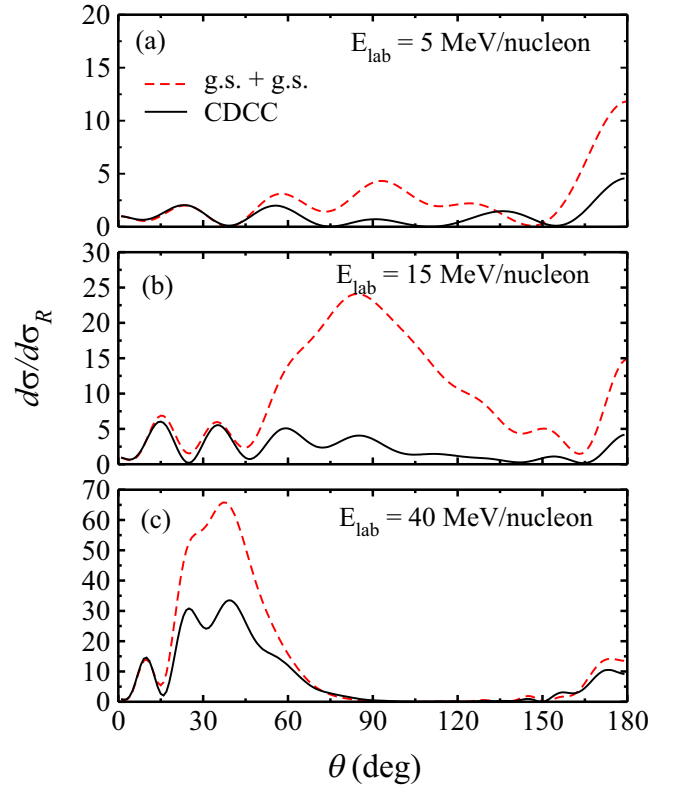 20
(a)
E_lab = 5 MeV/nucleon
15
g.s. + g.s.
CDCC
10
5
0
30
(b)
E_lab = 15 MeV/nucleon
25
20
15
10
5
0
dσ/dσ_R
70
(c)
E_lab = 40 MeV/nucleon
60
50
40
30
20
10
0
0 30 60 90 120 150 180
θ (deg)